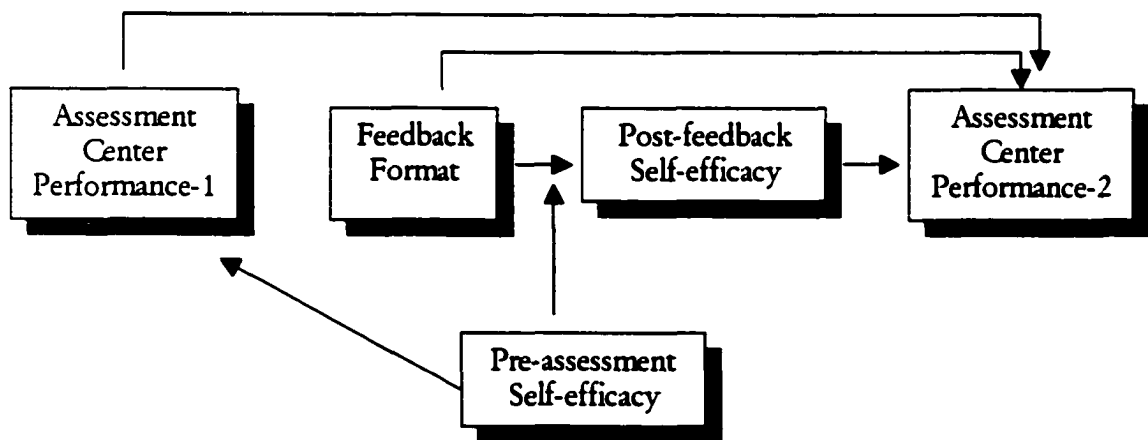 Assessment
Center
Performance-1
Feedback
Format
Post-feedback
Self-efficacy
Assessment
Center
Performance-2
Pre-assessment
Self-efficacy